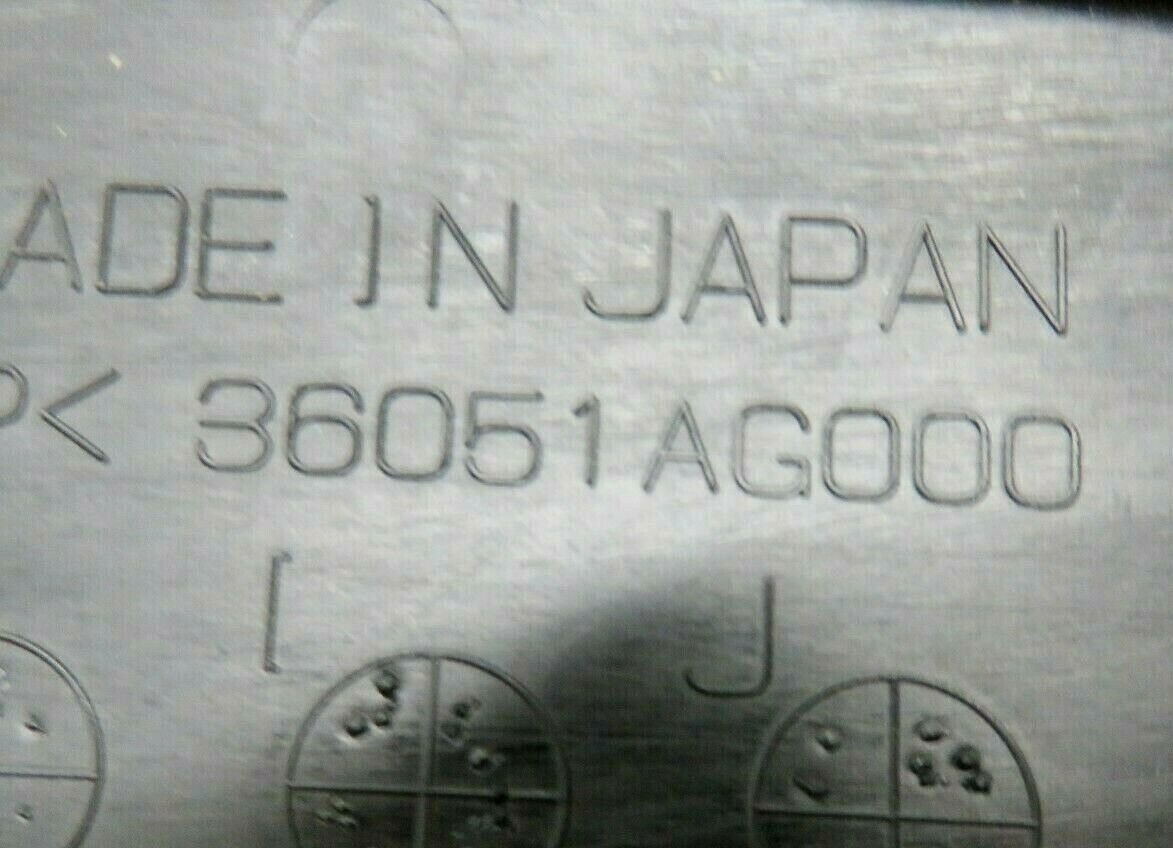 ADE IN JAPAN
P< 36051AG000
I J